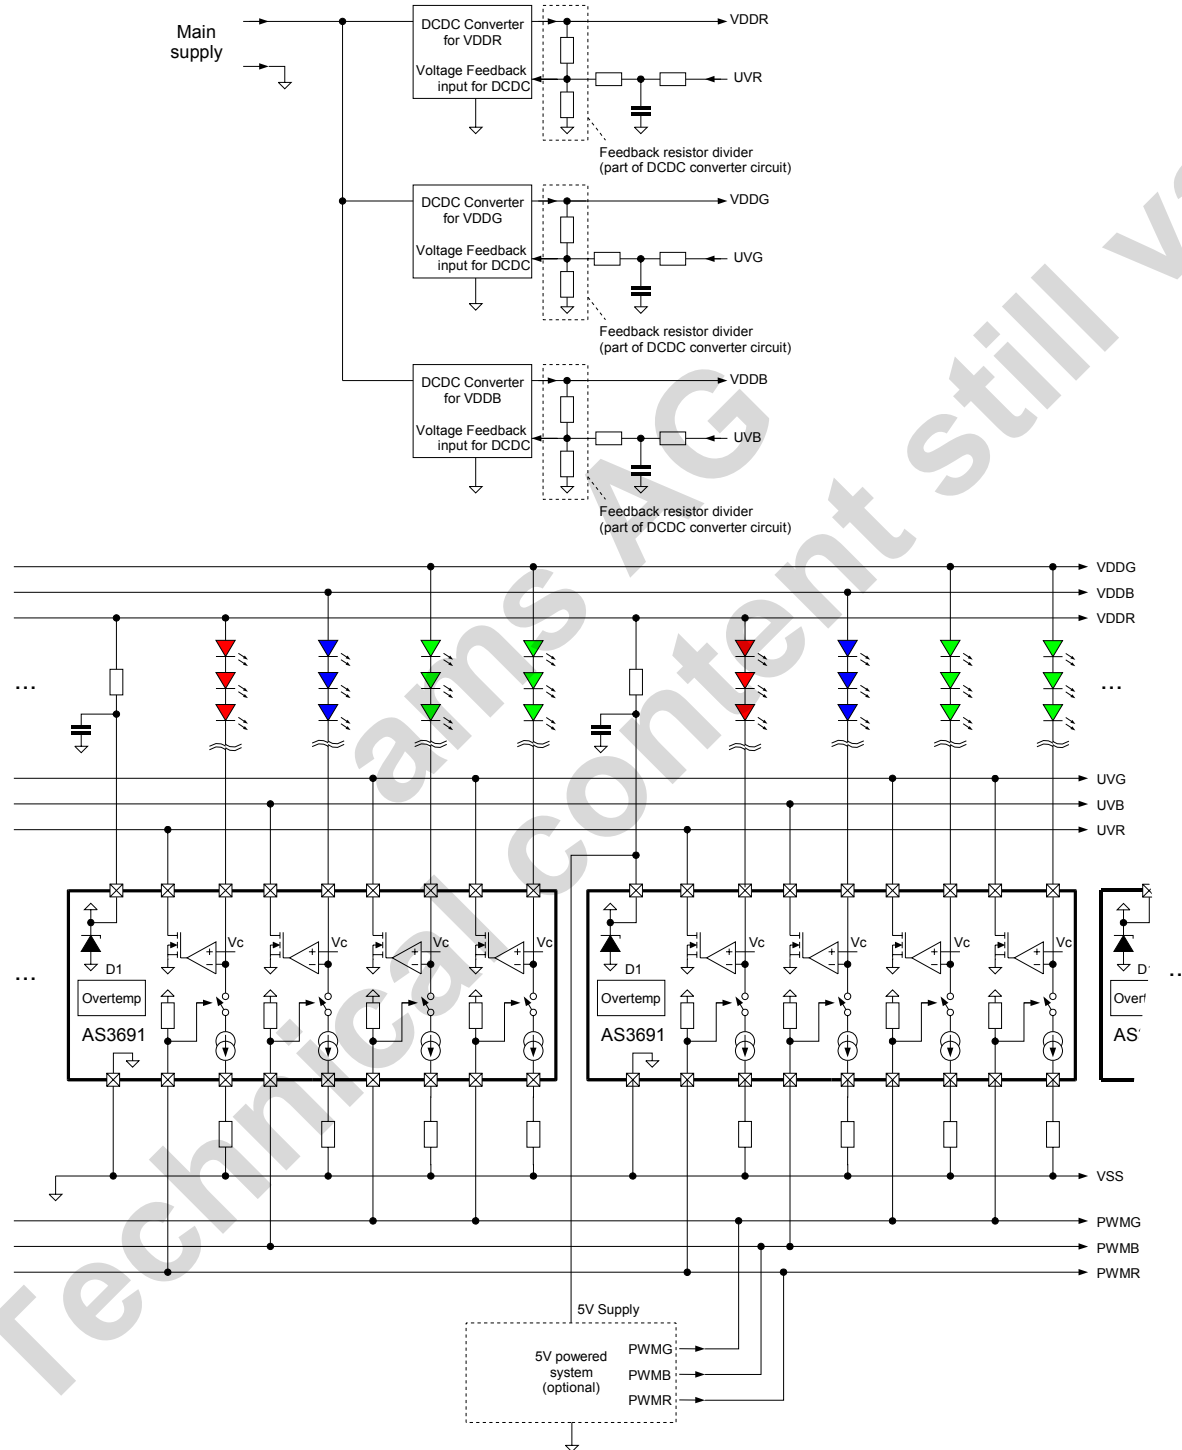 Main
supply
DCDC Converter
for VDDR
Voltage Feedback
input for DCDC
VDDR
UVR
Feedback resistor divider
(part of DCDC converter circuit)
DCDC Converter
for VDDG
Voltage Feedback
input for DCDC
VDDG
UVG
Feedback resistor divider
(part of DCDC converter circuit)
DCDC Converter
for VDDB
Voltage Feedback
input for DCDC
VDDB
UVB
Feedback resistor divider
(part of DCDC converter circuit)
VDDG
VDDB
VDDR
...
...
UVG
UVB
UVR
...
D1
Overtemp
AS3691
Vc
Vc
Vc
Vc
+
−
+
−
+
−
+
−
D1
Overtemp
AS3691
Vc
Vc
Vc
Vc
+
−
+
−
+
−
+
−
D1
Overt
AS
..
VSS
PWMG
PWMB
PWMR
5V Supply
5V powered
system
(optional)
PWMG
PWMB
PWMR
ams AG
Technical content still va